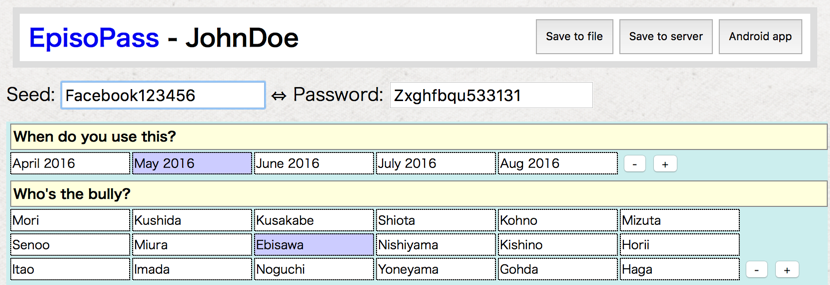 EpisoPass - JohnDoe Save to file Save to server Android app
Seed: Facebook123456 ⇔ Password: Zxghfbqu533131
When do you use this?
April 2016 May 2016 June 2016 July 2016 Aug 2016 - +
Who's the bully?
Mori Kushida Kusakabe Shiota Kohno Mizuta
Senoo Miura Ebisawa Nishiyama Kishino Horii
Itao Imada Noguchi Yoneyama Gohda Haga - +